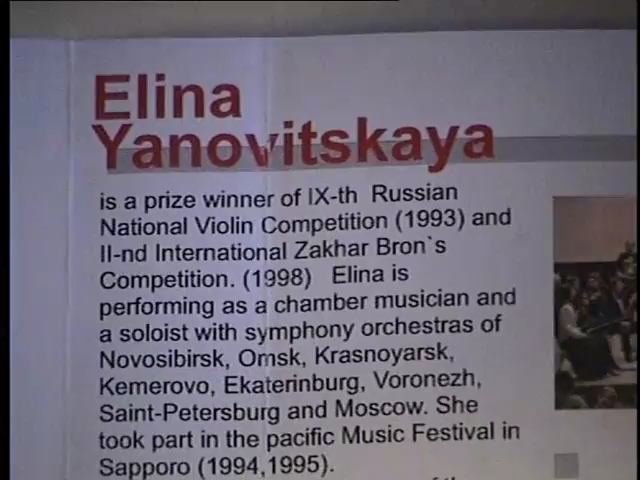 Elina
Yanovitskaya
is a prize winner of IX-th Russian
National Violin Competition (1993) and
II-nd International Zakhar Bron`s
Competition. (1998) Elina is
performing as a chamber musician and
a soloist with symphony orchestras of
Novosibirsk, Omsk, Krasnoyarsk,
Kemerovo, Ekaterinburg, Voronezh,
Saint-Petersburg and Moscow. She
took part in the pacific Music Festival in
Sapporo (1994,1995).